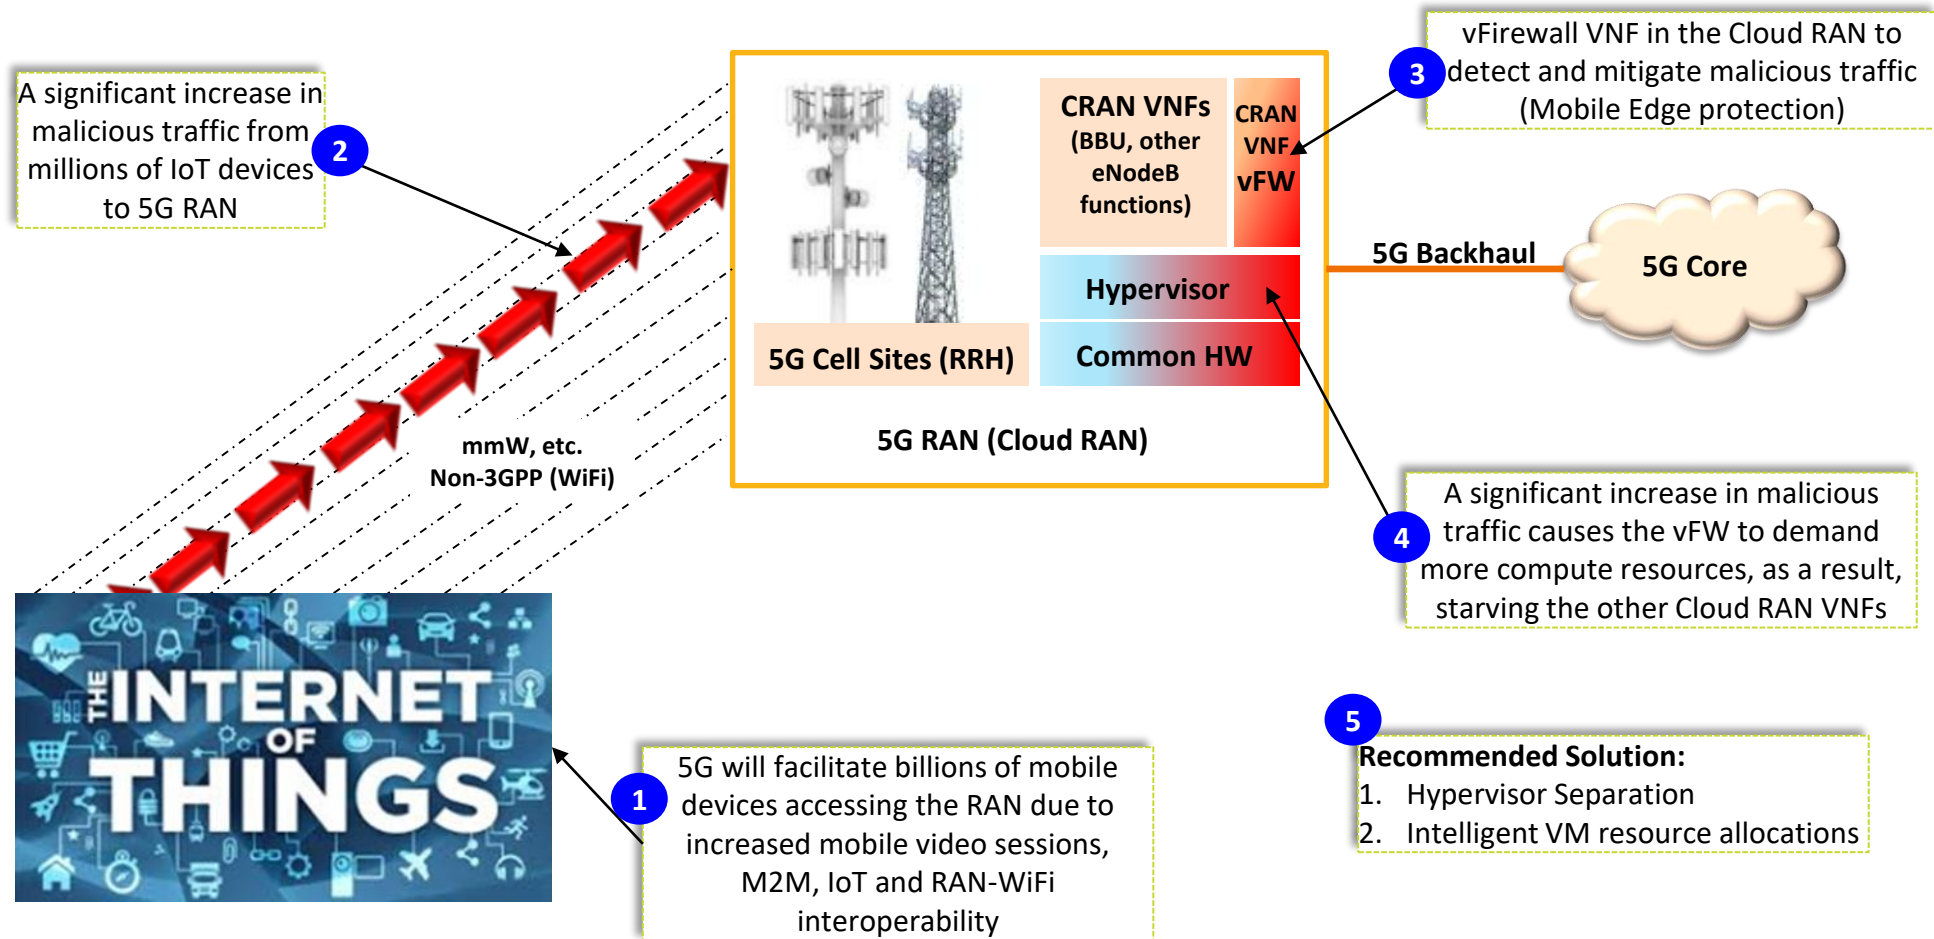 A significant increase in
malicious traffic from
millions of IoT devices
to 5G RAN
2
vFirewall VNF in the Cloud RAN to
detect and mitigate malicious traffic
(Mobile Edge protection)
3
CRAN VNFs
(BBU, other
eNodeB
functions)
CRAN
VNF
vFW
Hypervisor
Common HW
5G Cell Sites (RRH)
5G RAN (Cloud RAN)
5G Backhaul
5G Core
mmW, etc.
Non-3GPP (WiFi)
4
A significant increase in malicious
traffic causes the vFW to demand
more compute resources, as a result,
starving the other Cloud RAN VNFs
THE INTERNET
OF
THINGS
1
5G will facilitate billions of mobile
devices accessing the RAN due to
increased mobile video sessions,
M2M, IoT and RAN-WiFi
interoperability
5
Recommended Solution:
1. Hypervisor Separation
2. Intelligent VM resource allocations